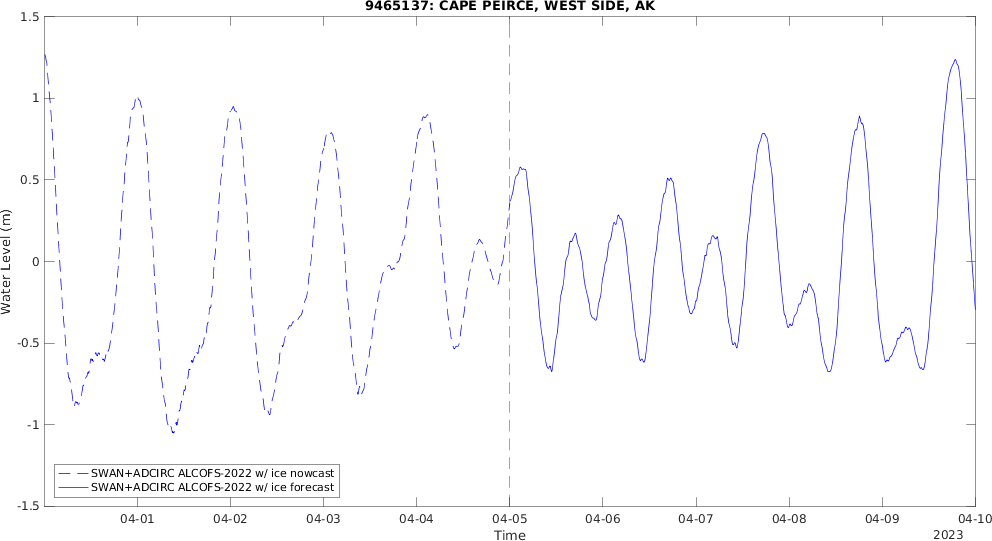 9465137: CAPE PEIRCE, WEST SIDE, AK
1.5
1
0.5
0
-0.5
-1
-1.5
Water Level (m)
SWAN+ADCIRC ALCOFS-2022 w/ ice nowcast
SWAN+ADCIRC ALCOFS-2022 w/ ice forecast
04-01 04-02 04-03 04-04 04-05 04-06 04-07 04-08 04-09 04-10
Time
2023